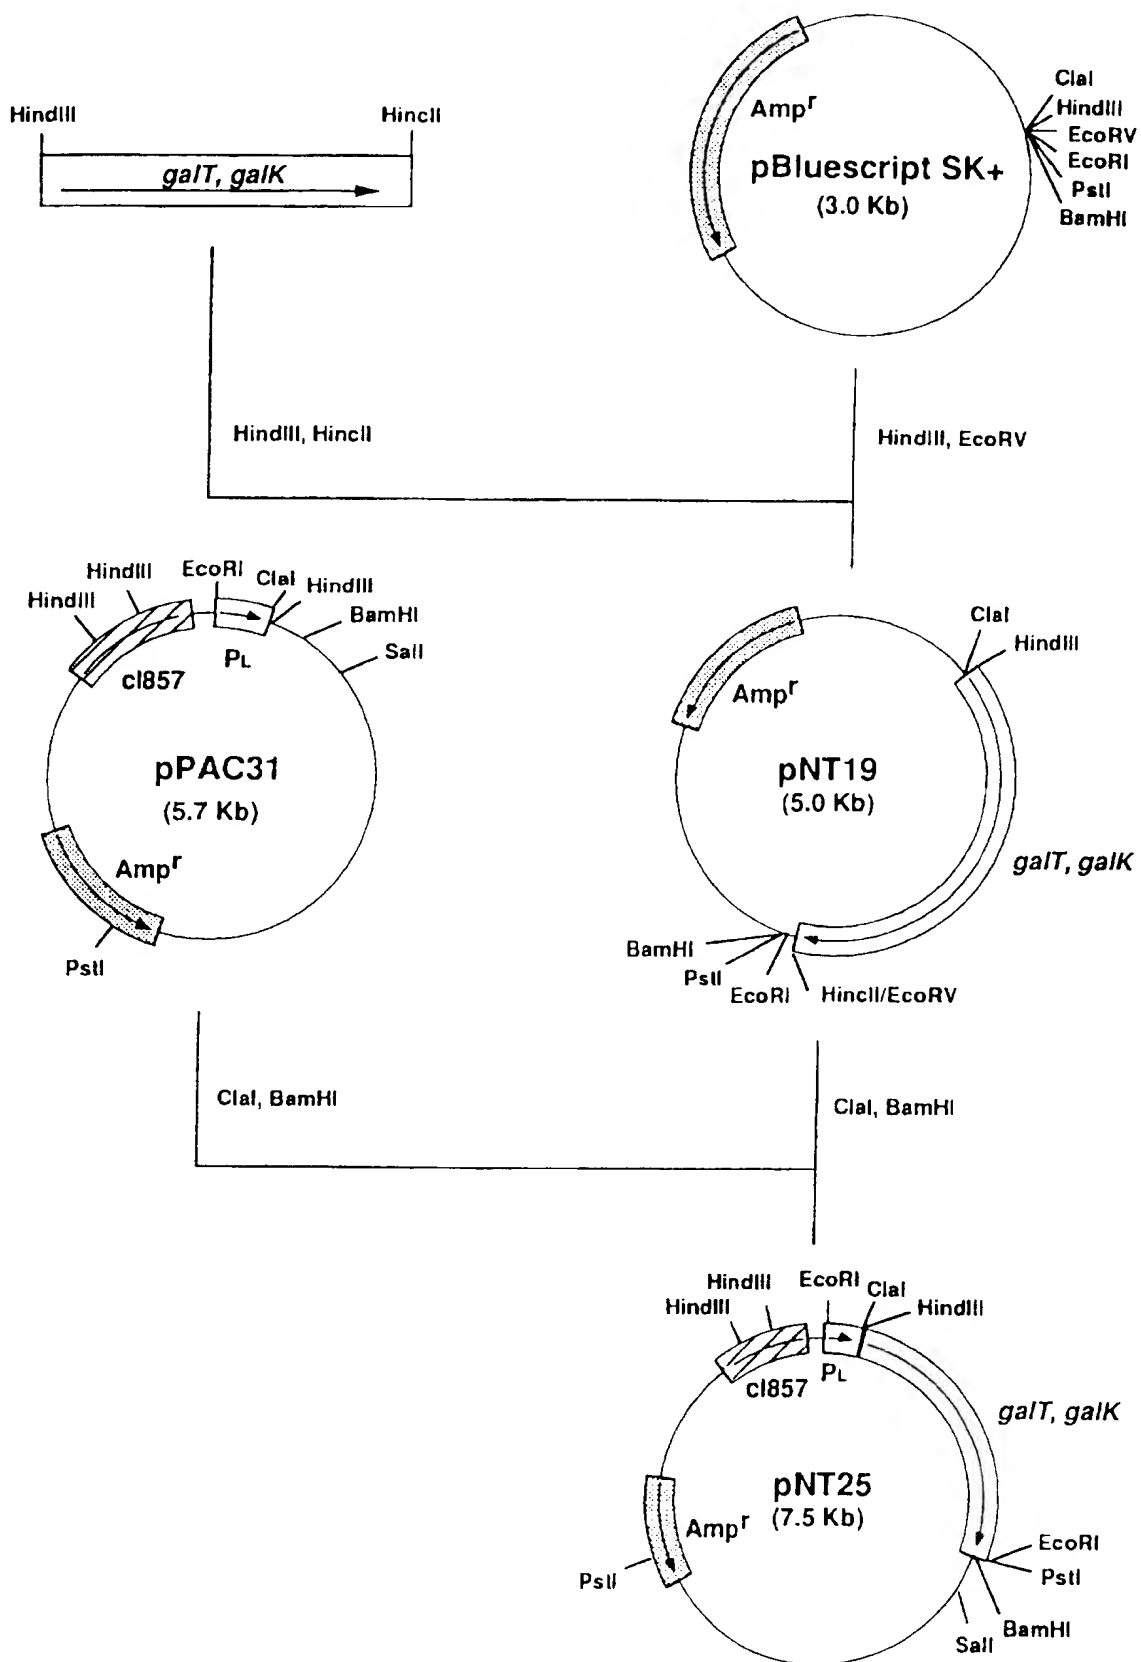 HindIII
HincII
galT, galK
Amp^r
pBluescript SK+
(3.0 Kb)
ClaI
HindIII
EcoRV
EcoRI
PstI
BamHI
HindIII, HincII
HindIII, EcoRV
HindIII
HindIII
EcoRI
ClaI
HindIII
BamHI
SalI
cI857
PL
pPAC31
(5.7 Kb)
Amp^r
PstI
ClaI
HindIII
Amp^r
pNT19
(5.0 Kb)
galT, galK
BamHI
PstI
EcoRI
HincII/EcoRV
ClaI, BamHI
ClaI, BamHI
HindIII
HindIII
EcoRI
ClaI
HindIII
cI857
PL
galT, galK
pNT25
(7.5 Kb)
Amp^r
PstI
EcoRI
PstI
BamHI
SalI